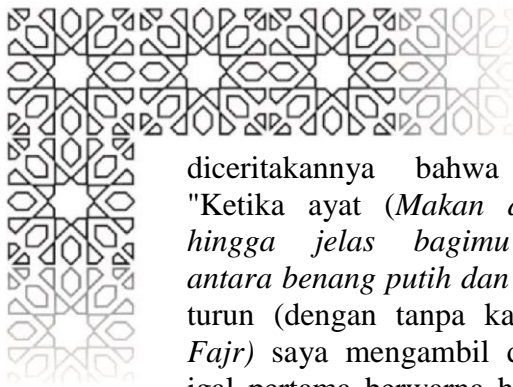 diceritakannya bahwa
"Ketika ayat (Makan
hingga jelas bagimu
antara benang putih dan
turun (dengan tanpa
Fajr) saya mengambil